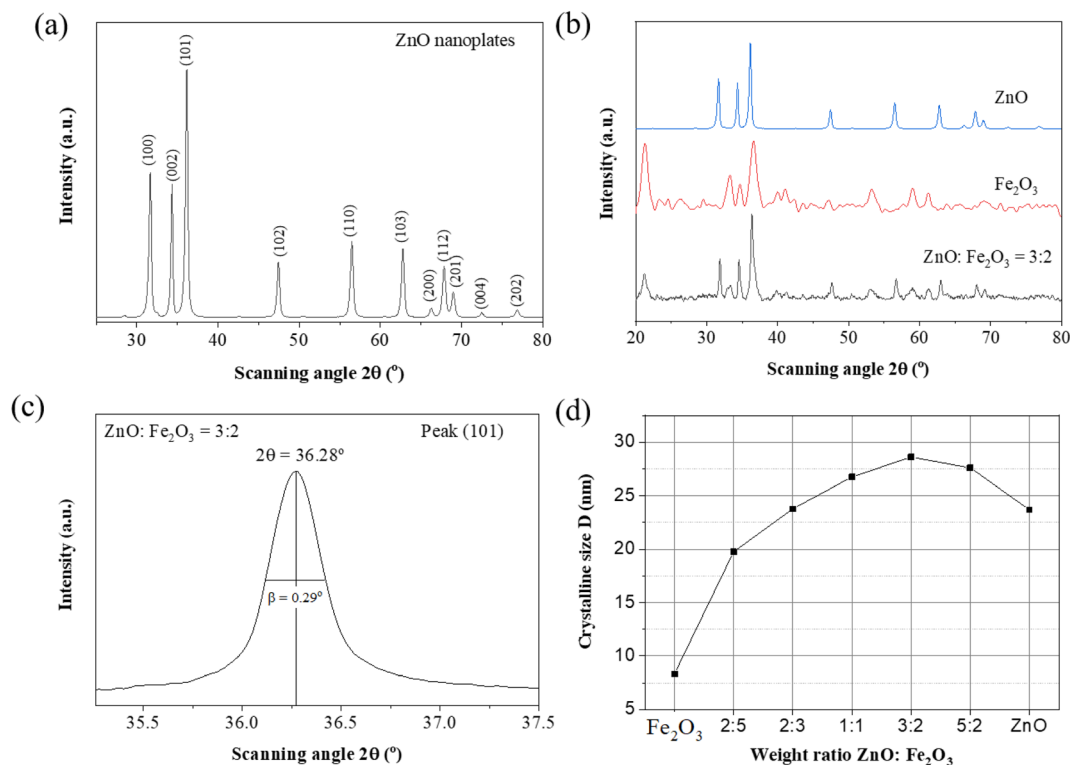 (a)
ZnO nanoplates
(100)
(002)
(101)
(102)
(110)
(103)
(200)
(112)
(201)
(004)
(202)
Intensity (a.u.)
30 40 50 60 70 80
Scanning angle 2θ (º)
(b)
ZnO
Fe₂O₃
ZnO: Fe₂O₃ = 3:2
Intensity (a.u.)
20 30 40 50 60 70 80
Scanning angle 2θ (º)
(c)
ZnO: Fe₂O₃ = 3:2
Peak (101)
2θ = 36.28º
β = 0.29º
Intensity (a.u.)
35.5 36.0 36.5 37.0 37.5
Scanning angle 2θ (º)
(d)
Crystalline size D (nm)
30
25
20
15
10
5
Fe₂O₃ 2:5 2:3 1:1 3:2 5:2 ZnO
Weight ratio ZnO: Fe₂O₃